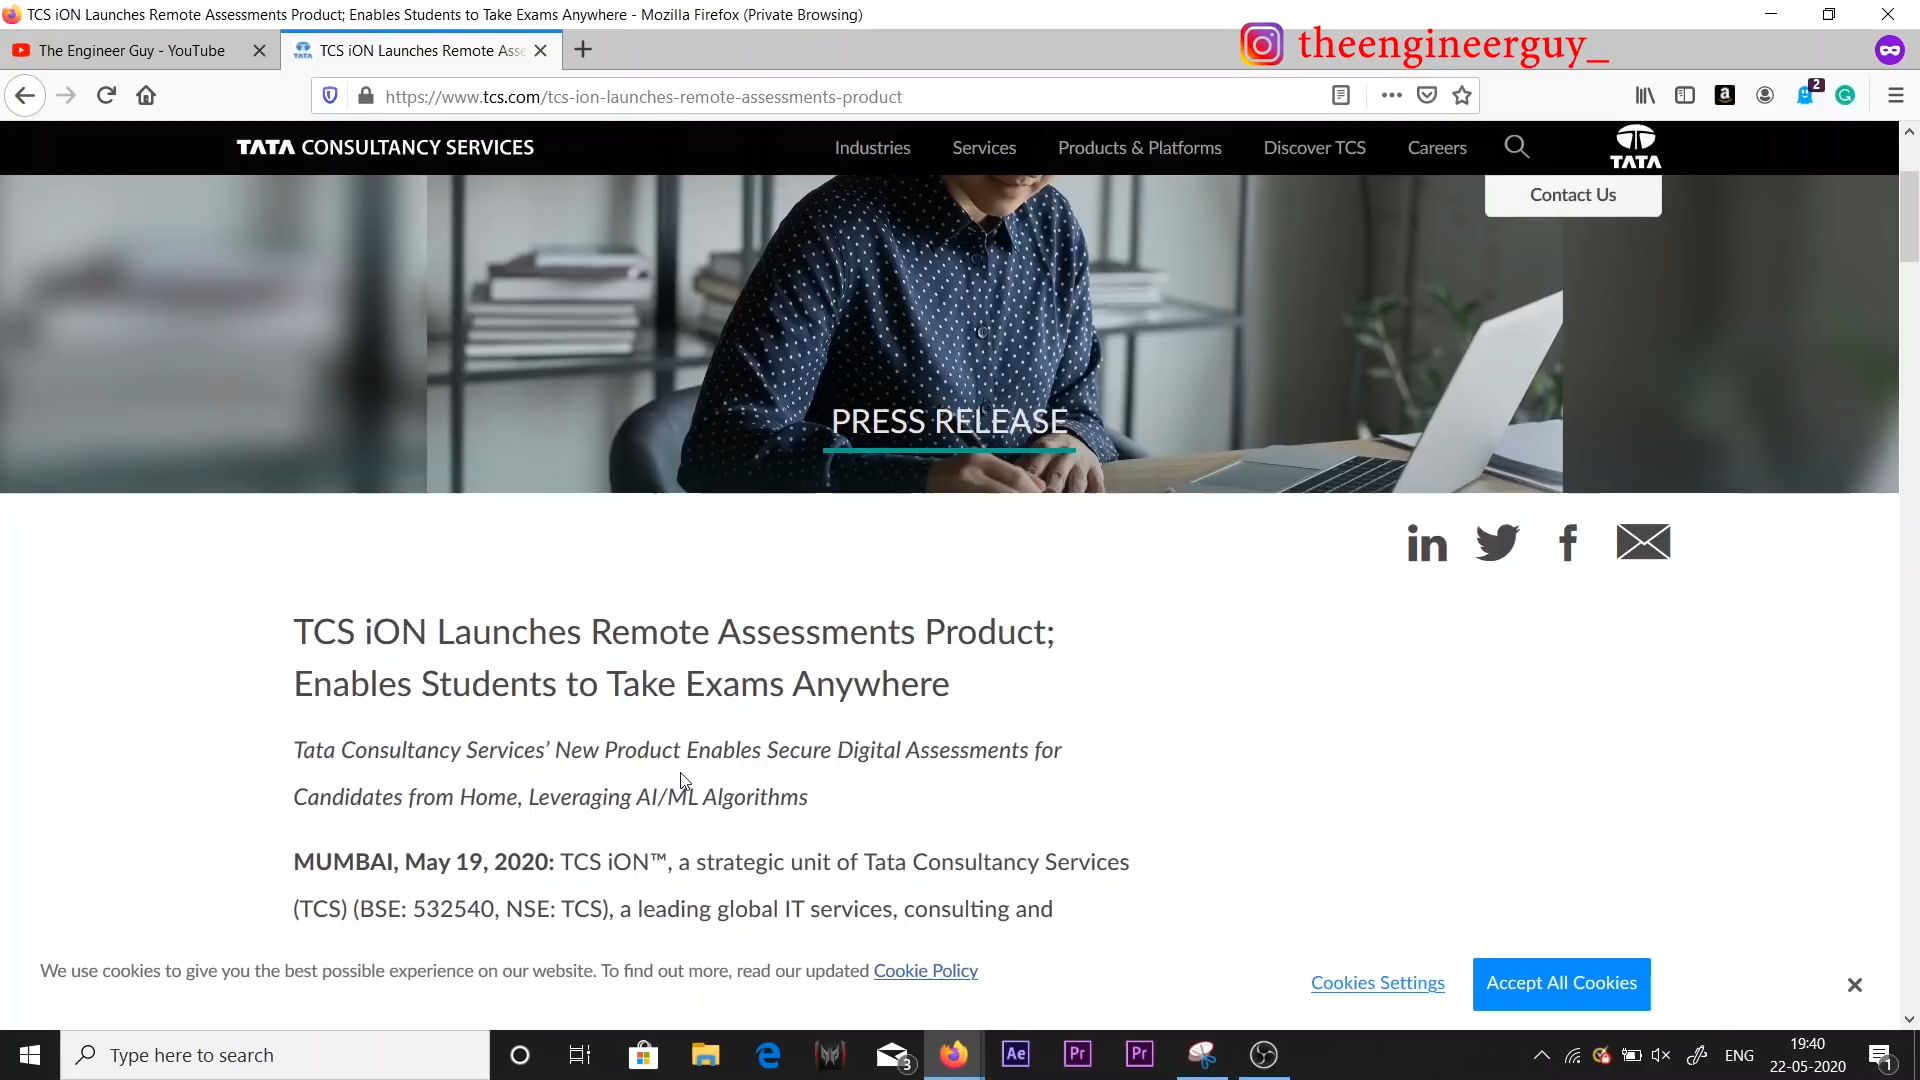 TCS iON Launches Remote Assessments Product; Enables Students to Take Exams Anywhere - Mozilla Firefox (Private Browsing)
The Engineer Guy - YouTube
TCS iON Launches Remote Asse
theengineerguy_
https://www.tcs.com/tcs-ion-launches-remote-assessments-product
2
TATA CONSULTANCY SERVICES
Industries
Services
Products & Platforms
Discover TCS
Careers
TATA
Contact Us
PRESS RELEASE
TCS iON Launches Remote Assessments Product;
Enables Students to Take Exams Anywhere
Tata Consultancy Services’ New Product Enables Secure Digital Assessments for
Candidates from Home, Leveraging AI/ML Algorithms
MUMBAI, May 19, 2020: TCS iON™, a strategic unit of Tata Consultancy Services
(TCS) (BSE: 532540, NSE: TCS), a leading global IT services, consulting and
We use cookies to give you the best possible experience on our website. To find out more, read our updated Cookie Policy
Cookies Settings
Accept All Cookies
Type here to search
3
Ae
Pr
Pr
ENG
19:40
22-05-2020
1